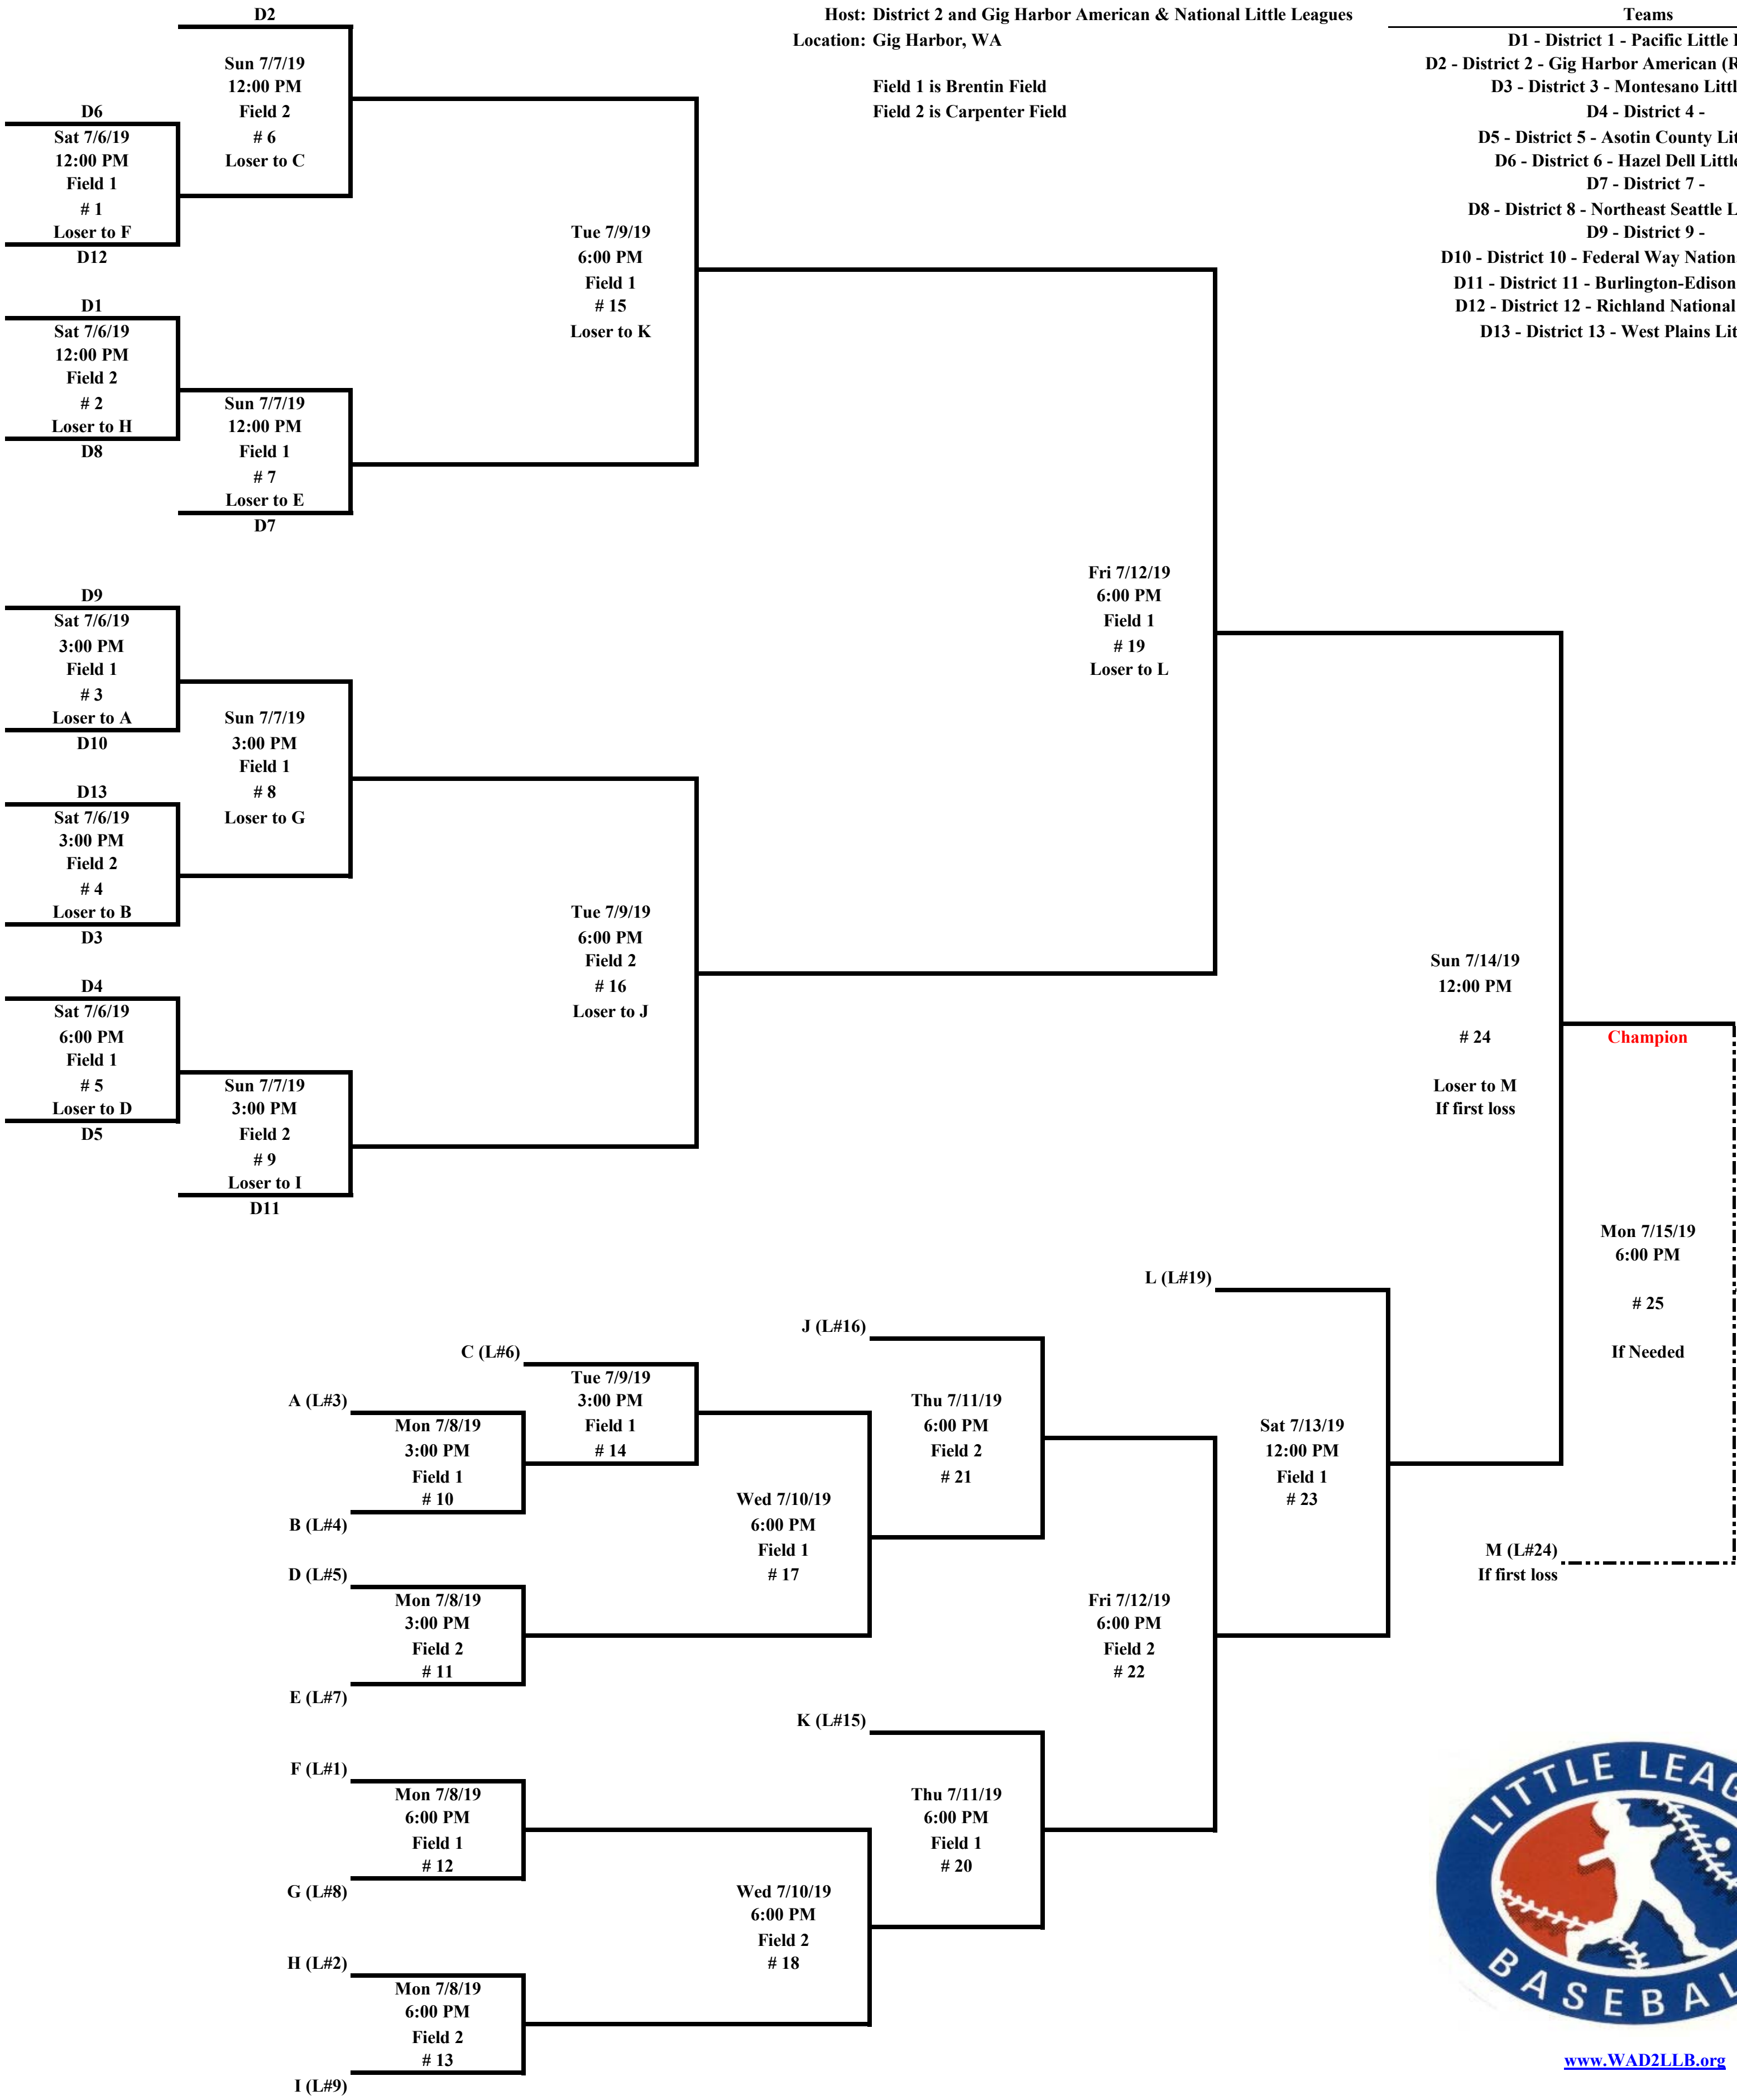 Host: District 2 and Gig Harbor American & National Little Leagues
Location: Gig Harbor, WA
Field 1 is Brentin Field
Field 2 is Carpenter Field
Teams
D1 - District 1 - Pacific Little
D2 - District 2 - Gig Harbor American (R
D3 - District 3 - Montesano Littl
D4 - District 4 -
D5 - District 5 - Asotin County Lit
D6 - District 6 - Hazel Dell Little
D7 - District 7 -
D8 - District 8 - Northeast Seattle L
D9 - District 9 -
D10 - District 10 - Federal Way Nation
D11 - District 11 - Burlington-Edison
D12 - District 12 - Richland National
D13 - District 13 - West Plains Lit
D2
Sun 7/7/19
12:00 PM
Field 2
# 6
Loser to C
D6
Sat 7/6/19
12:00 PM
Field 1
# 1
Loser to F
D12
D1
Sat 7/6/19
12:00 PM
Field 2
# 2
Loser to H
D8
Sun 7/7/19
12:00 PM
Field 1
# 7
Loser to E
D7
Tue 7/9/19
6:00 PM
Field 1
# 15
Loser to K
D9
Sat 7/6/19
3:00 PM
Field 1
# 3
Loser to A
D10
Sun 7/7/19
3:00 PM
Field 1
# 8
Loser to G
D13
Sat 7/6/19
3:00 PM
Field 2
# 4
Loser to B
D3
D4
Sat 7/6/19
6:00 PM
Field 1
# 5
Loser to D
D5
Sun 7/7/19
3:00 PM
Field 2
# 9
Loser to I
D11
Tue 7/9/19
6:00 PM
Field 2
# 16
Loser to J
Fri 7/12/19
6:00 PM
Field 1
# 19
Loser to L
Sun 7/14/19
12:00 PM
# 24
Loser to M
If first loss
Champion
Mon 7/15/19
6:00 PM
# 25
If Needed
M (L#24)
If first loss
L (L#19)
Sat 7/13/19
12:00 PM
Field 1
# 23
J (L#16)
Thu 7/11/19
6:00 PM
Field 2
# 21
C (L#6)
Tue 7/9/19
3:00 PM
Field 1
# 14
A (L#3)
Mon 7/8/19
3:00 PM
Field 1
# 10
B (L#4)
Wed 7/10/19
6:00 PM
Field 1
# 17
D (L#5)
Mon 7/8/19
3:00 PM
Field 2
# 11
E (L#7)
Fri 7/12/19
6:00 PM
Field 2
# 22
K (L#15)
Thu 7/11/19
6:00 PM
Field 1
# 20
F (L#1)
Mon 7/8/19
6:00 PM
Field 1
# 12
G (L#8)
Wed 7/10/19
6:00 PM
Field 2
# 18
H (L#2)
Mon 7/8/19
6:00 PM
Field 2
# 13
I (L#9)
LITTLE LEAG
BASEBAL
www.WAD2LLB.org